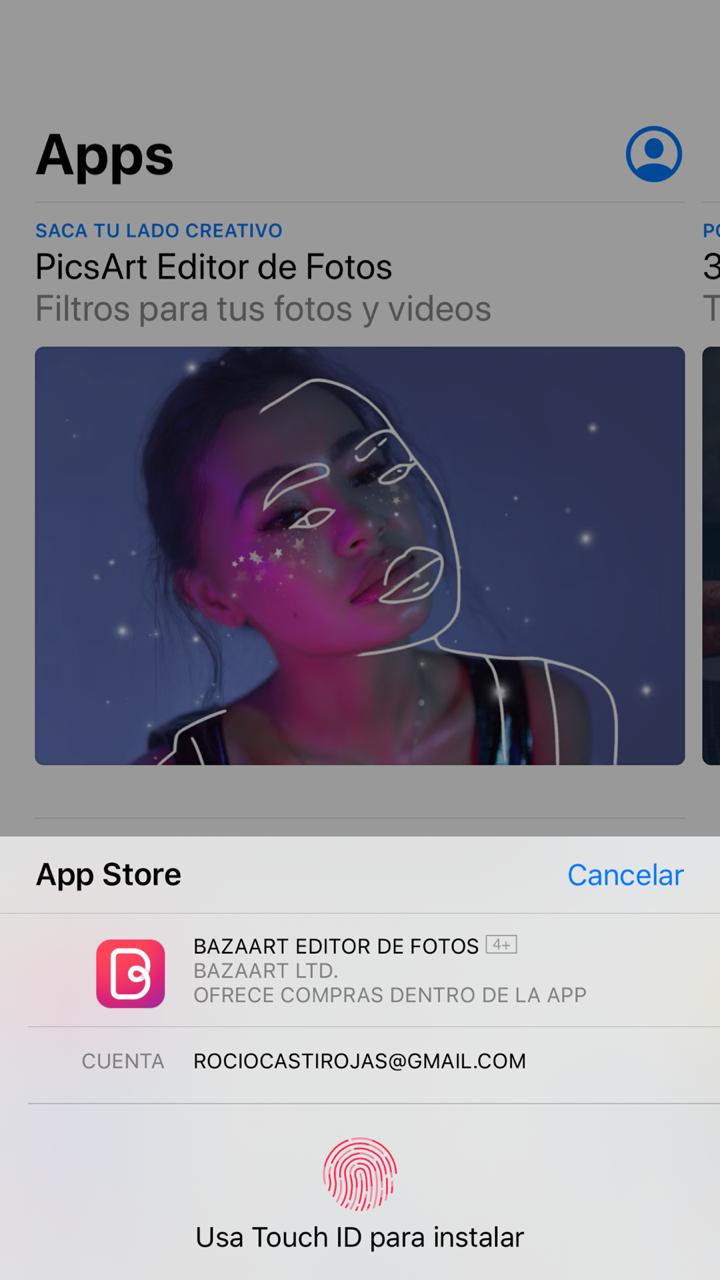 Apps
SACA TU LADO CREATIVO
PicsArt Editor de Fotos
Filtros para tus fotos y videos
PO
3
T
App Store
Cancelar
BAZAART EDITOR DE FOTOS 4+
BAZAART LTD.
OFRECE COMPRAS DENTRO DE LA APP
CUENTA ROCIOCASTIROJAS@GMAIL.COM
Usa Touch ID para instalar